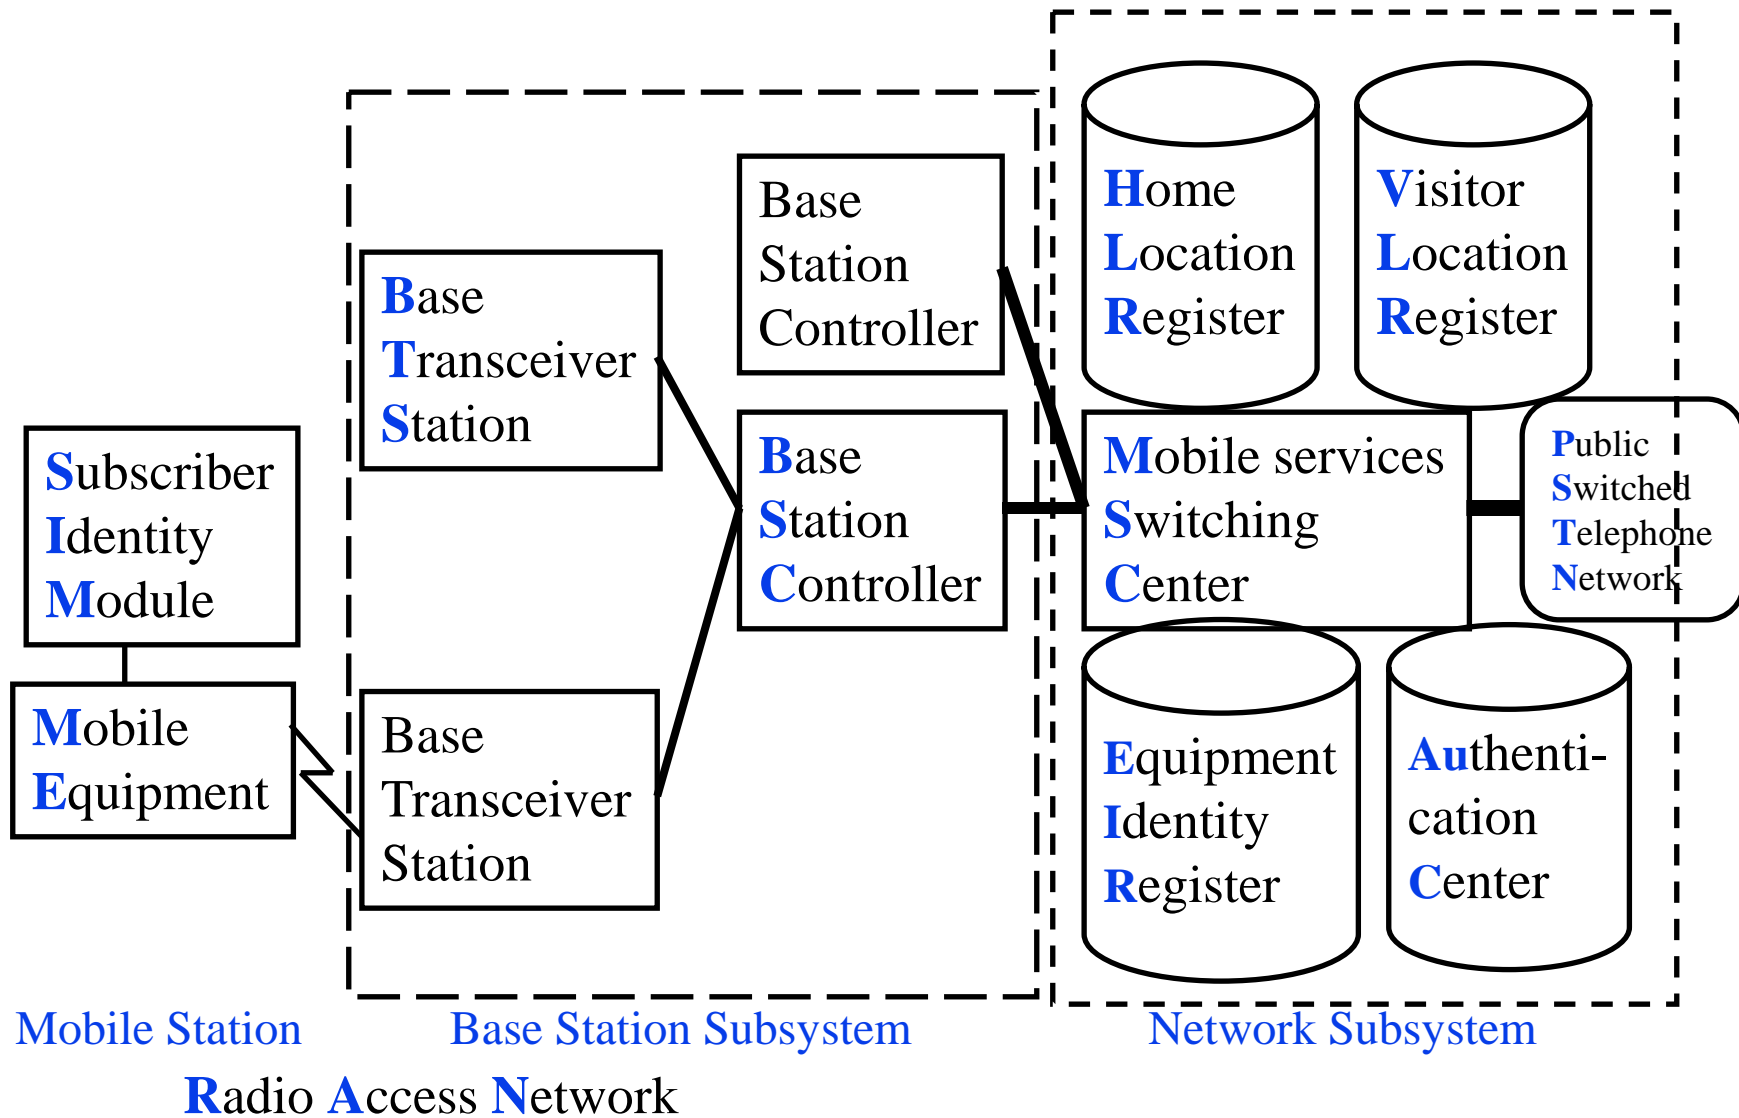 Subscriber
Identity
Module
Mobile
Equipment
Base
Transceiver
Station
Base
Transceiver
Station
Base
Station
Controller
Base
Station
Controller
Home
Location
Register
Visitor
Location
Register
Mobile services
Switching
Center
Public
Switched
Telephone
Network
Equipment
Identity
Register
Authenti-
cation
Center
Mobile Station
Base Station Subsystem
Network Subsystem
Radio Access Network